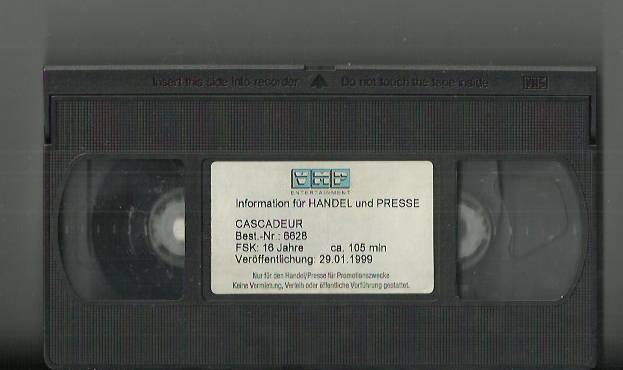 Insert this side into recorder ▲ Do not touch the tape inside VHS
VMP
ENTERTAINMENT
Information für HANDEL und PRESSE
CASCADEUR
Best.-Nr.: 6628
FSK: 16 Jahre ca. 105 min
Veröffentlichung: 29.01.1999
Nur für den Handel/Presse für Promotionszwecke
Keine Vermietung, Verleih oder öffentliche Vorführung gestattet.